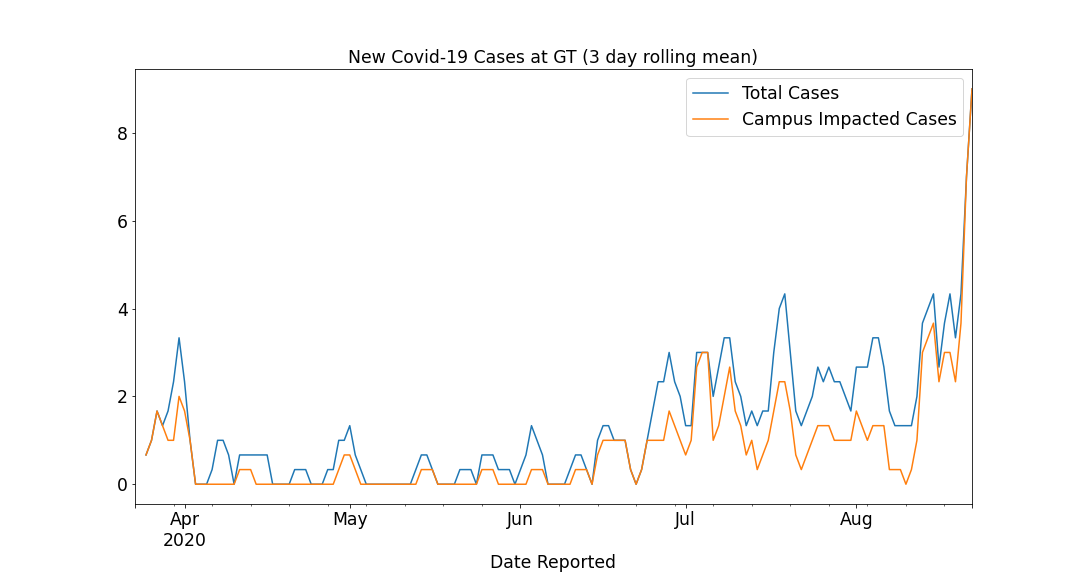 New Covid-19 Cases at GT (3 day rolling mean)
Total Cases
Campus Impacted Cases
8
6
4
2
0
Apr May Jun Jul Aug
2020
Date Reported